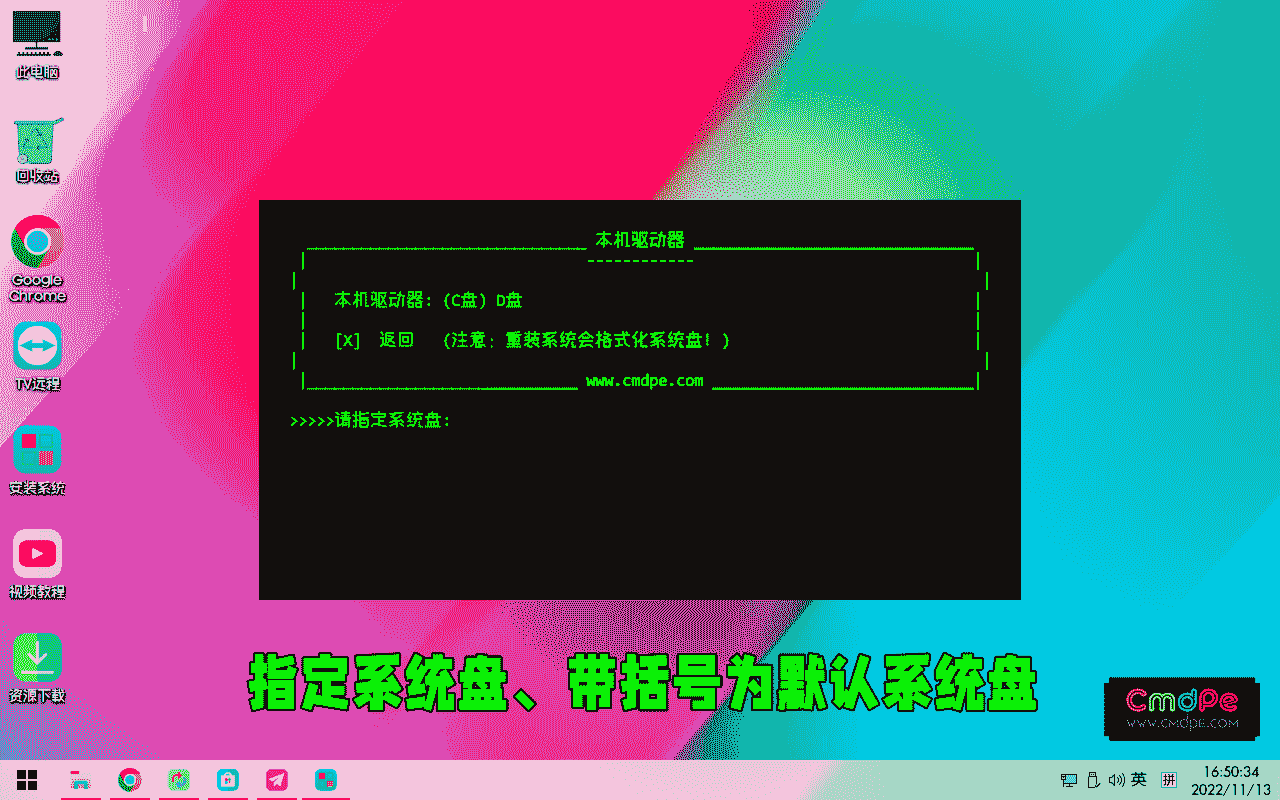 此电脑
回收站
Google
Chrome
TV远程
安装系统
视频教程
资源下载
本机驱动器
------------
本机驱动器: (C盘) D盘
[X] 返回 (注意: 重装系统会格式化系统盘! )
www.cmdpe.com
>>>>>请指定系统盘:
指定系统盘、带括号为默认系统盘
CmdPe
WWW.CMDPE.COM
英
拼
16:50:34
2022/11/13